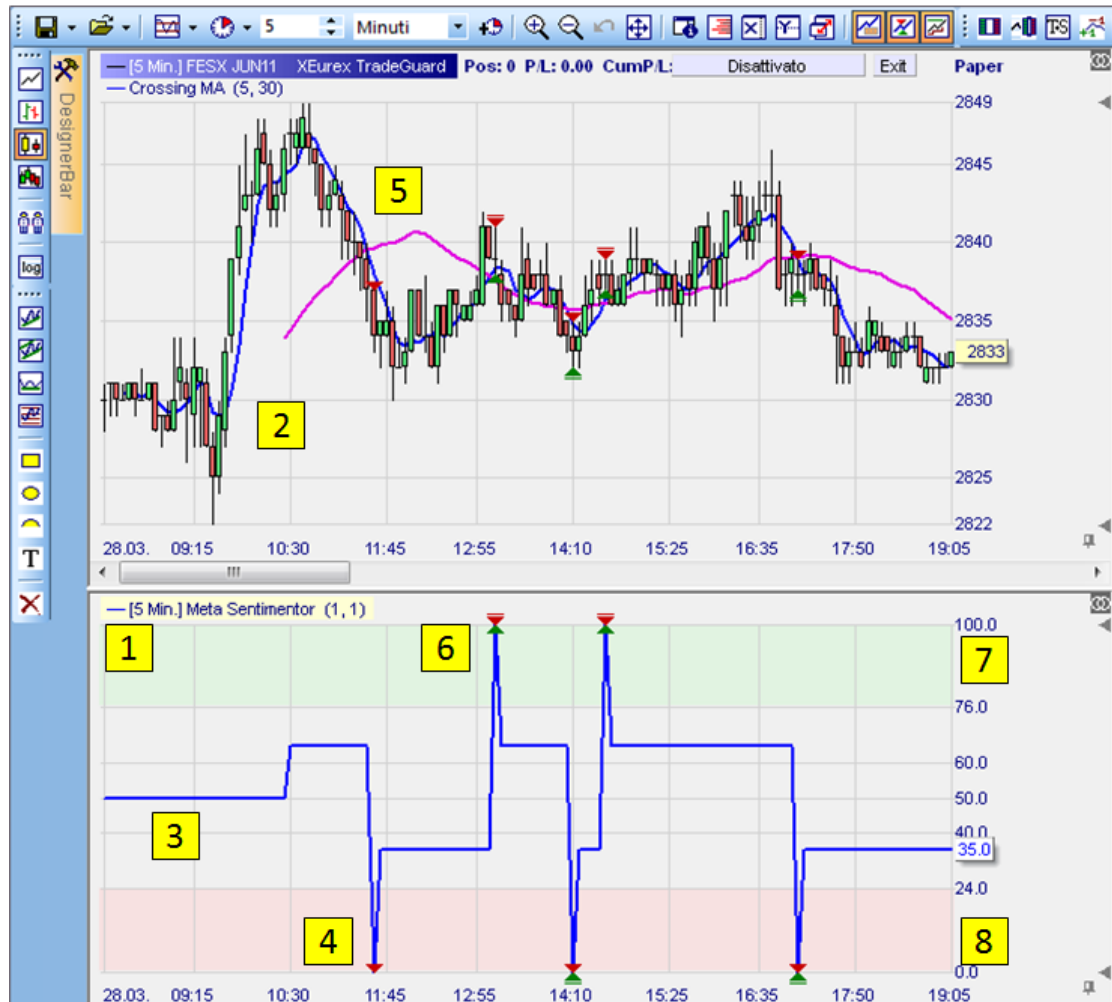 5 Minuti
[5 Min.] FESX JUN11 XEurex TradeGuard Pos: 0 P/L: 0.00 CumP/L: Disattivato Exit Paper
Crossing MA (5, 30)
DesignerBar
log
T
TS
2849
2845
2840
2835
2833
2830
2825
2822
5
2
28.03. 09:15 10:30 11:45 12:55 14:10 15:25 16:35 17:50 19:05
[5 Min.] Meta Sentimentor (1, 1)
1
6
7
3
4
8
100.0
76.0
60.0
50.0
40.0
35.0
24.0
0.0
28.03. 09:15 10:30 11:45 12:55 14:10 15:25 16:35 17:50 19:05